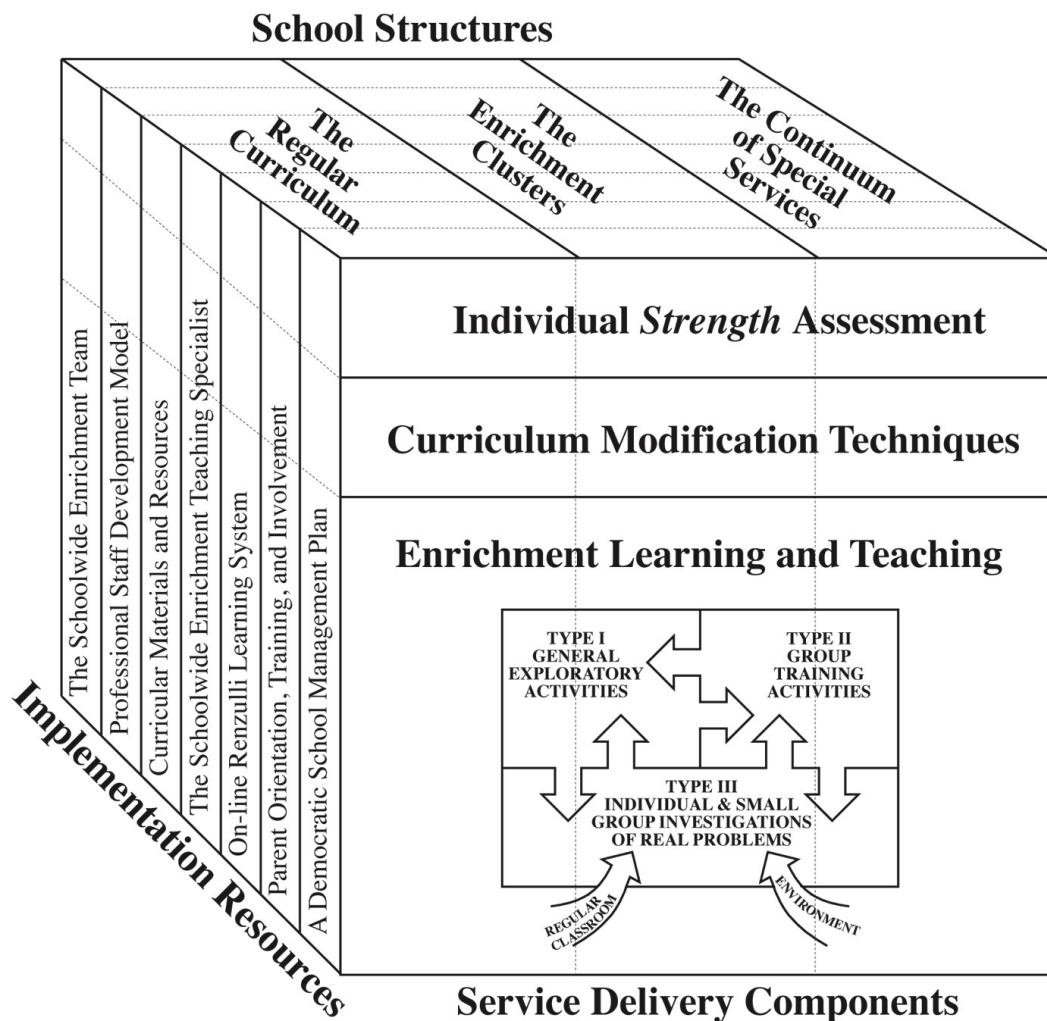 School Structures
The
Regular
Curriculum
The
Enrichment
Clusters
The Continuum
of Special
Services
Individual Strength Assessment
Curriculum Modification Techniques
Enrichment Learning and Teaching
TYPE I
GENERAL
EXPLORATORY
ACTIVITIES
TYPE II
GROUP
TRAINING
ACTIVITIES
TYPE III
INDIVIDUAL & SMALL
GROUP INVESTIGATIONS
OF REAL PROBLEMS
REGULAR
CLASSROOM
ENVIRONMENT
The Schoolwide Enrichment Team
Professional Staff Development Model
Curricular Materials and Resources
The Schoolwide Enrichment Teaching Specialist
On-line Renzulli Learning System
Parent Orientation, Training, and Involvement
A Democratic School Management Plan
Implementation Resources
Service Delivery Components